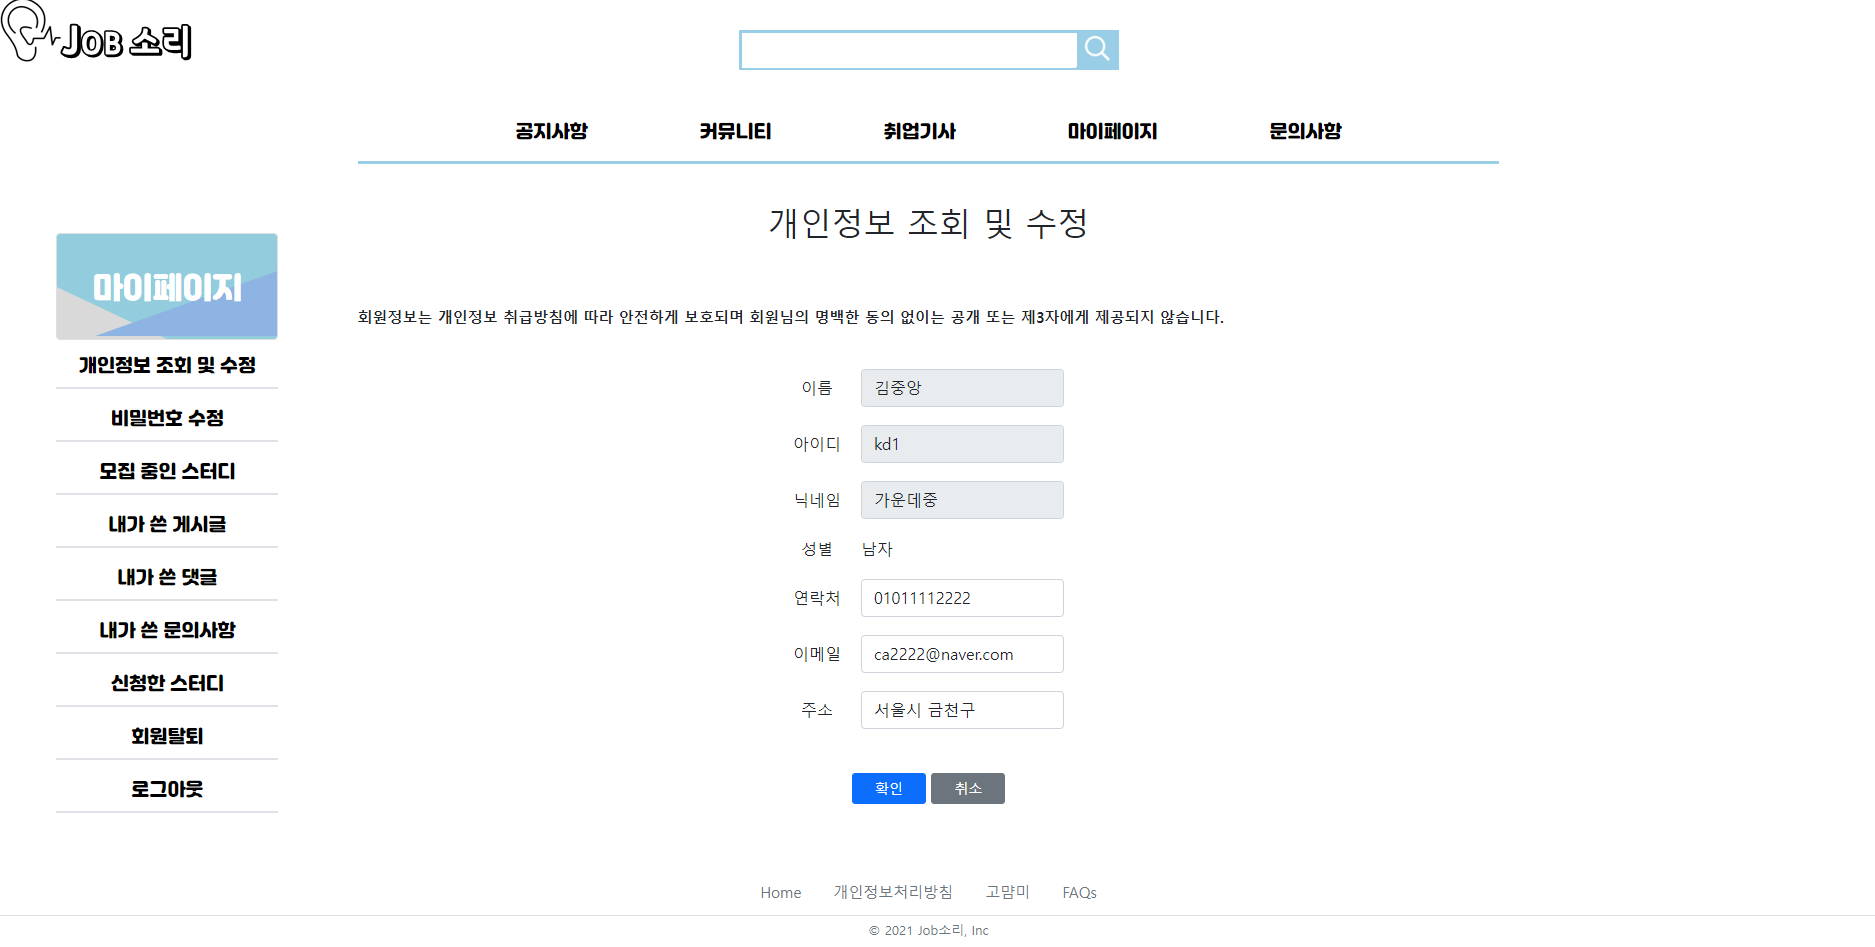 JOB 소리
공지사항 커뮤니티 취업기사 마이페이지 문의사항
개인정보 조회 및 수정
마이페이지
개인정보 조회 및 수정
비밀번호 수정
모집 중인 스터디
내가 쓴 게시글
내가 쓴 댓글
내가 쓴 문의사항
신청한 스터디
회원탈퇴
로그아웃
회원정보는 개인정보 취급방침에 따라 안전하게 보호되며 회원님의 명백한 동의 없이는 공개 또는 제3자에게 제공되지 않습니다.
이름 김중앙
아이디 kd1
닉네임 가운데중
성별 남자
연락처 01011112222
이메일 ca2222@naver.com
주소 서울시 금천구
확인 취소
Home 개인정보처리방침 고먐미 FAQs
© 2021 Job소리, Inc